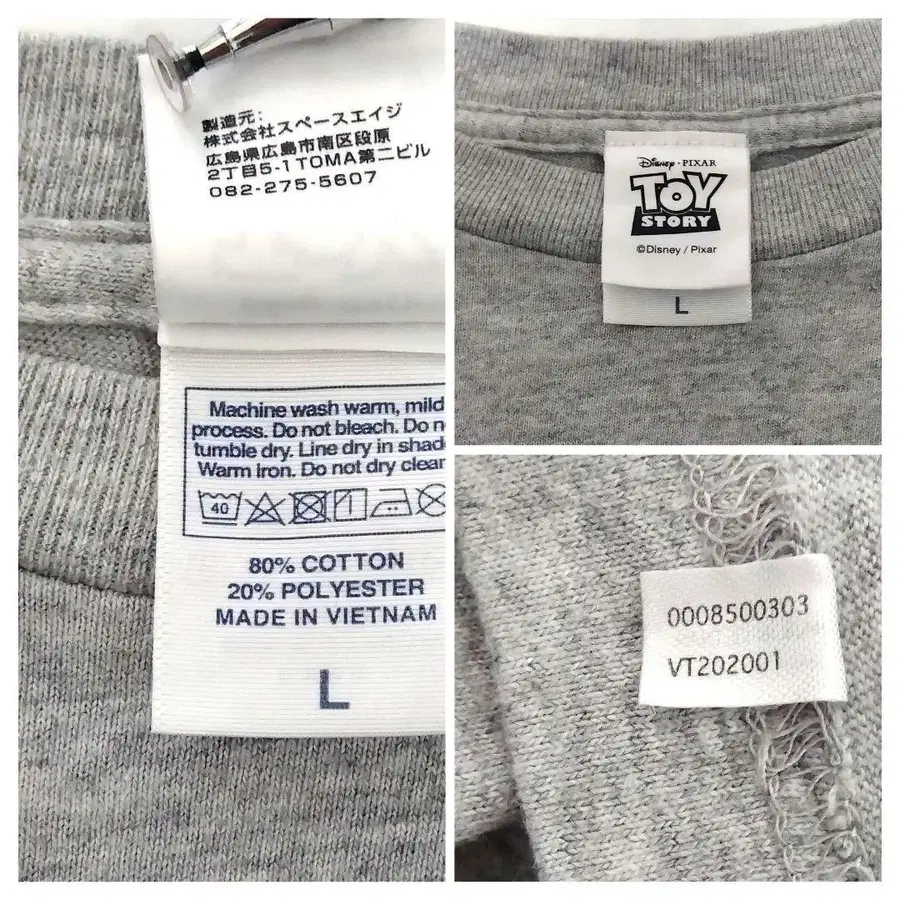 製造元:
株式会社スペースエイジ
広島県広島市南区段原
2丁目5-1TOMA第二ビル
082-275-5607
Machine wash warm, mild
process. Do not bleach. Do
tumble dry. Line dry in
Warm iron. Do not dry
40
80% COTTON
20% POLYESTER
MADE IN VIETNAM
L
Disney · PIXAR
TOY
STORY
©Disney / Pixar
L
0008500303
VT202001